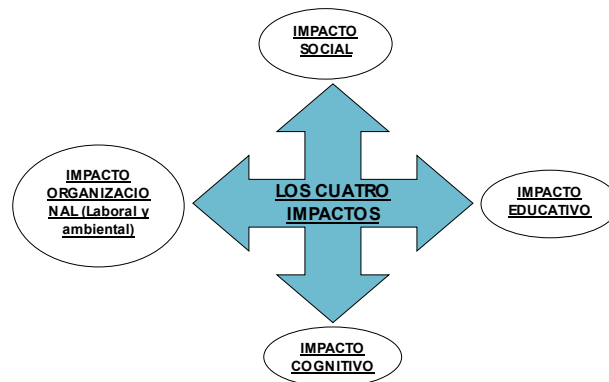 IMPACTO
SOCIAL
IMPACTO
ORGANIZACIO
NAL (Laboral y
ambiental)
LOS CUATRO
IMPACTOS
IMPACTO
EDUCATIVO
IMPACTO
COGNITIVO